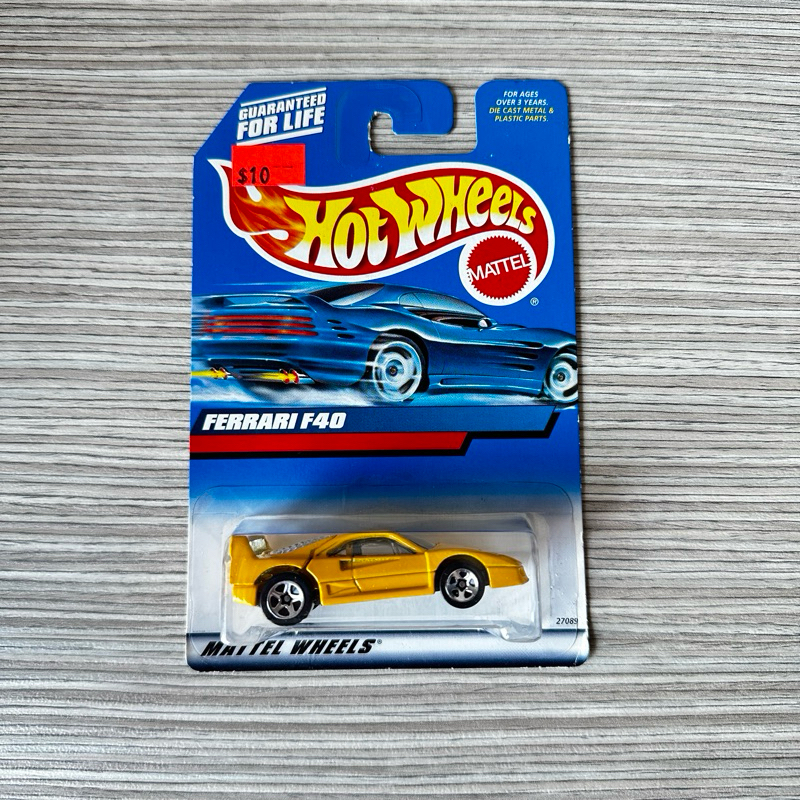 GUARANTEED
FOR LIFE
FOR AGES
OVER 3 YEARS.
DIE CAST METAL &
PLASTIC PARTS.
$10
HOT WHEELS
MATTEL
®
FERRARI F40
27089
MATTEL WHEELS®